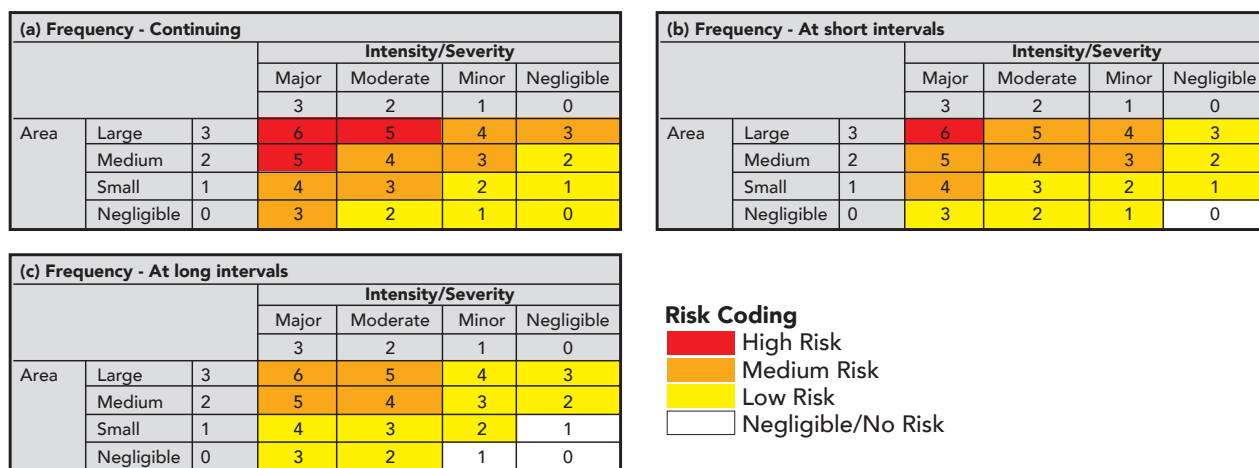 (a) Frequency - Continuing
Intensity/Severity
Major Moderate Minor Negligible
3 2 1 0
Area Large 3 6 5 4 3
Medium 2 5 4 3 2
Small 1 4 3 2 1
Negligible 0 3 2 1 0
(b) Frequency - At short intervals
Intensity/Severity
Major Moderate Minor Negligible
3 2 1 0
Area Large 3 6 5 4 3
Medium 2 5 4 3 2
Small 1 4 3 2 1
Negligible 0 3 2 1 0
(c) Frequency - At long intervals
Intensity/Severity
Major Moderate Minor Negligible
3 2 1 0
Area Large 3 6 5 4 3
Medium 2 5 4 3 2
Small 1 4 3 2 1
Negligible 0 3 2 1 0
Risk Coding
High Risk
Medium Risk
Low Risk
Negligible/No Risk